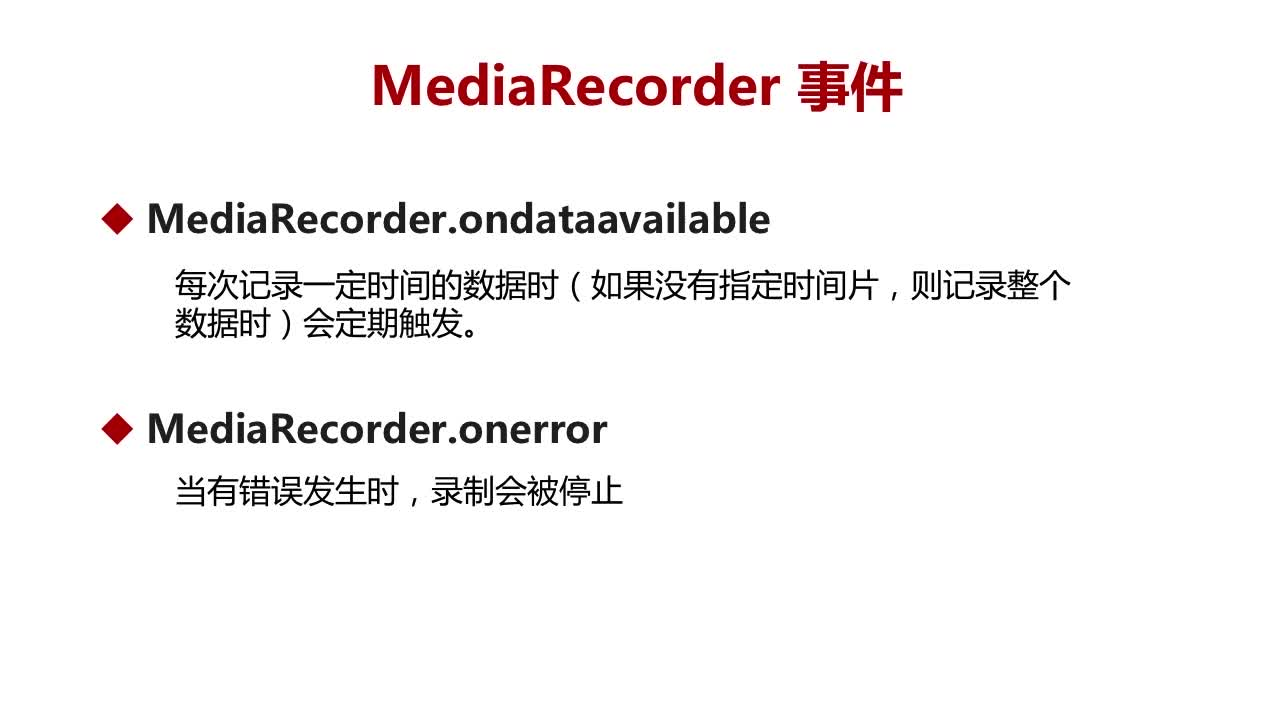 MediaRecorder 事件
MediaRecorder.ondataavailable
每次记录一定时间的数据时（如果没有指定时间片，则记录整个
数据时）会定期触发。
MediaRecorder.onerror
当有错误发生时，录制会被停止